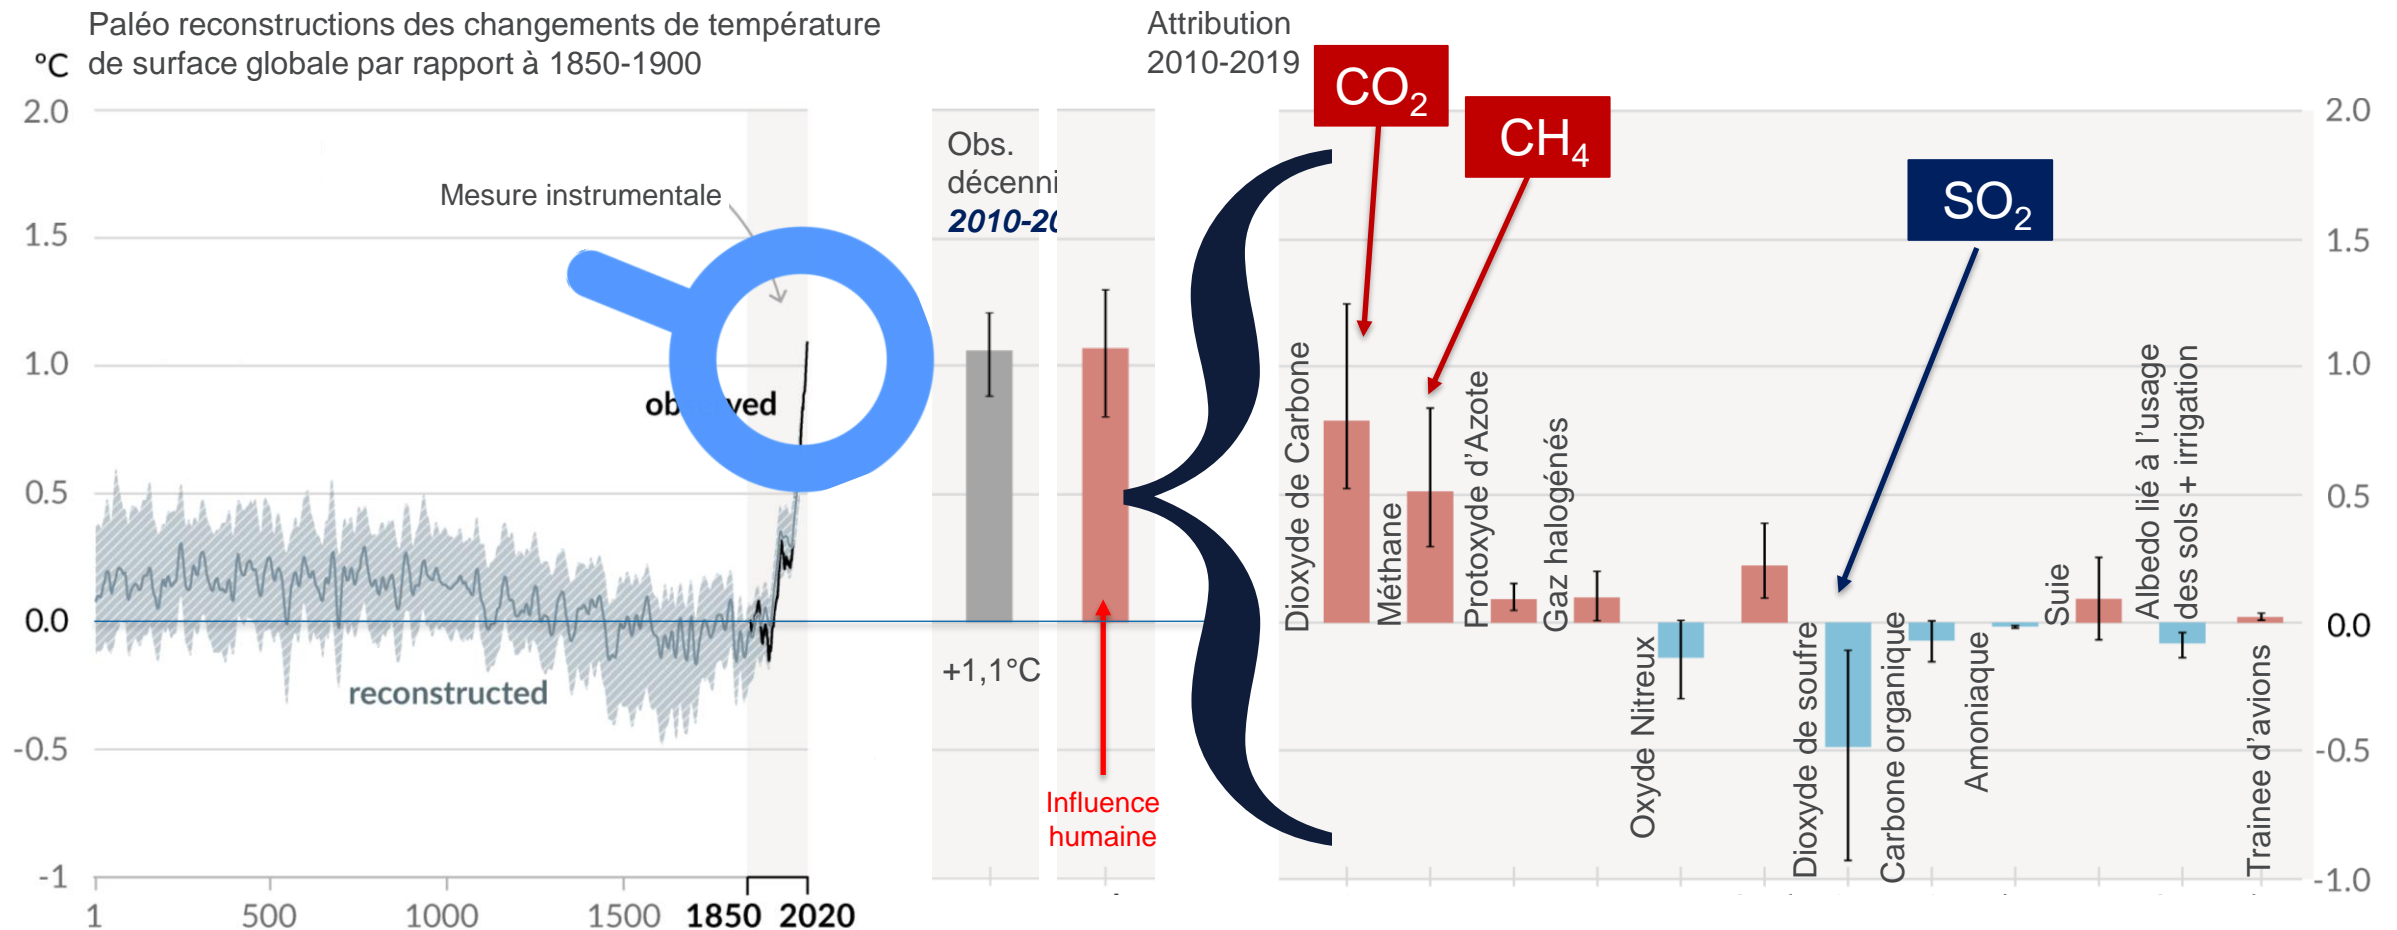 Paléo reconstructions des changements de température
de surface globale par rapport à 1850-1900
°C
2.0
1.5
1.0
0.5
0.0
-0.5
-1
1
500
1000
1500
1850
2020
Mesure instrumentale
reconstructed
Obs.
décenni
2010-20
+1,1°C
Influence
humaine
Attribution
2010-2019
CO₂
CH₄
SO₂
Dioxyde de Carbone
Méthane
Protoxyde d'Azote
Gaz halogénés
Oxyde Nitreux
Dioxyde de soufre
Carbone organique
Amoniaque
Suie
Albedo lié à l'usage
des sols + irrigation
Trainee d'avions
2.0
1.5
1.0
0.5
0.0
-0.5
-1.0